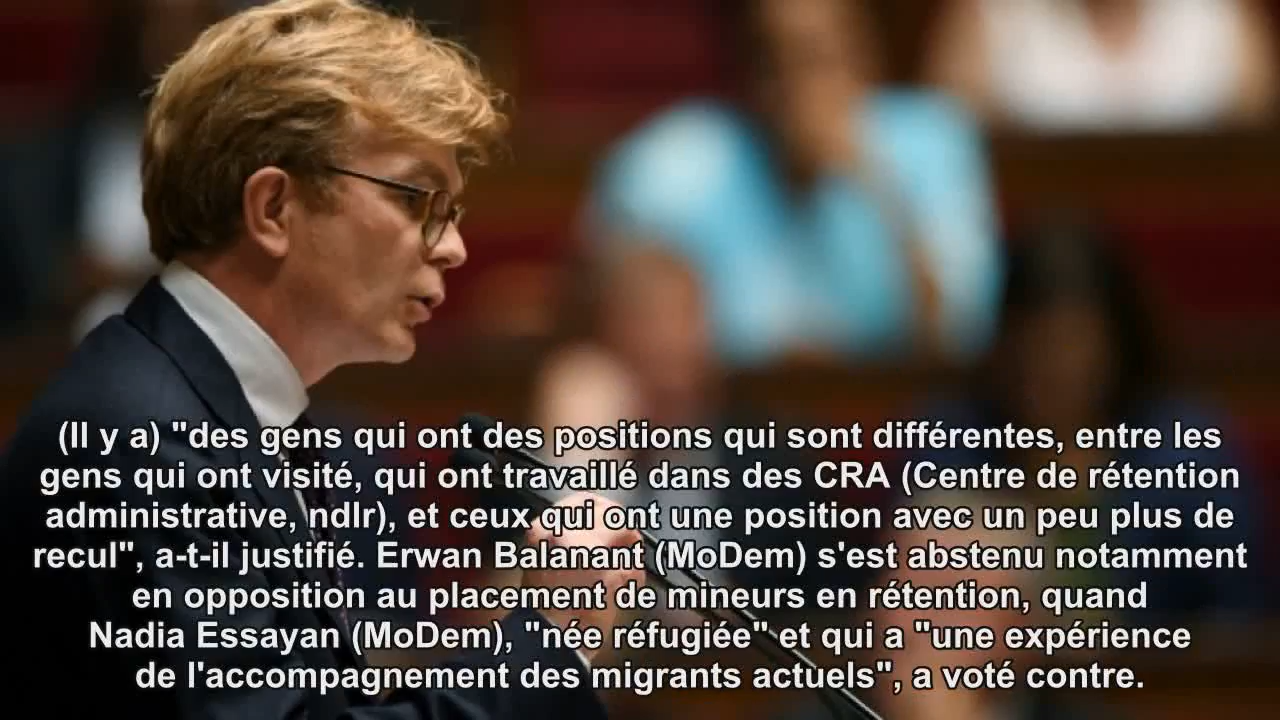 (Il y a) "des gens qui ont des positions qui sont différentes, entre les
gens qui ont visité, qui ont travaillé dans des CRA (Centre de rétention
administrative, ndlr), et ceux qui ont une position avec un peu plus de
recul", a-t-il justifié. Erwan Balanant (MoDem) s'est abstenu notamment
en opposition au placement de mineurs en rétention, quand
Nadia Essayan (MoDem), "née réfugiée" et qui a "une expérience
de l'accompagnement des migrants actuels", a voté contre.